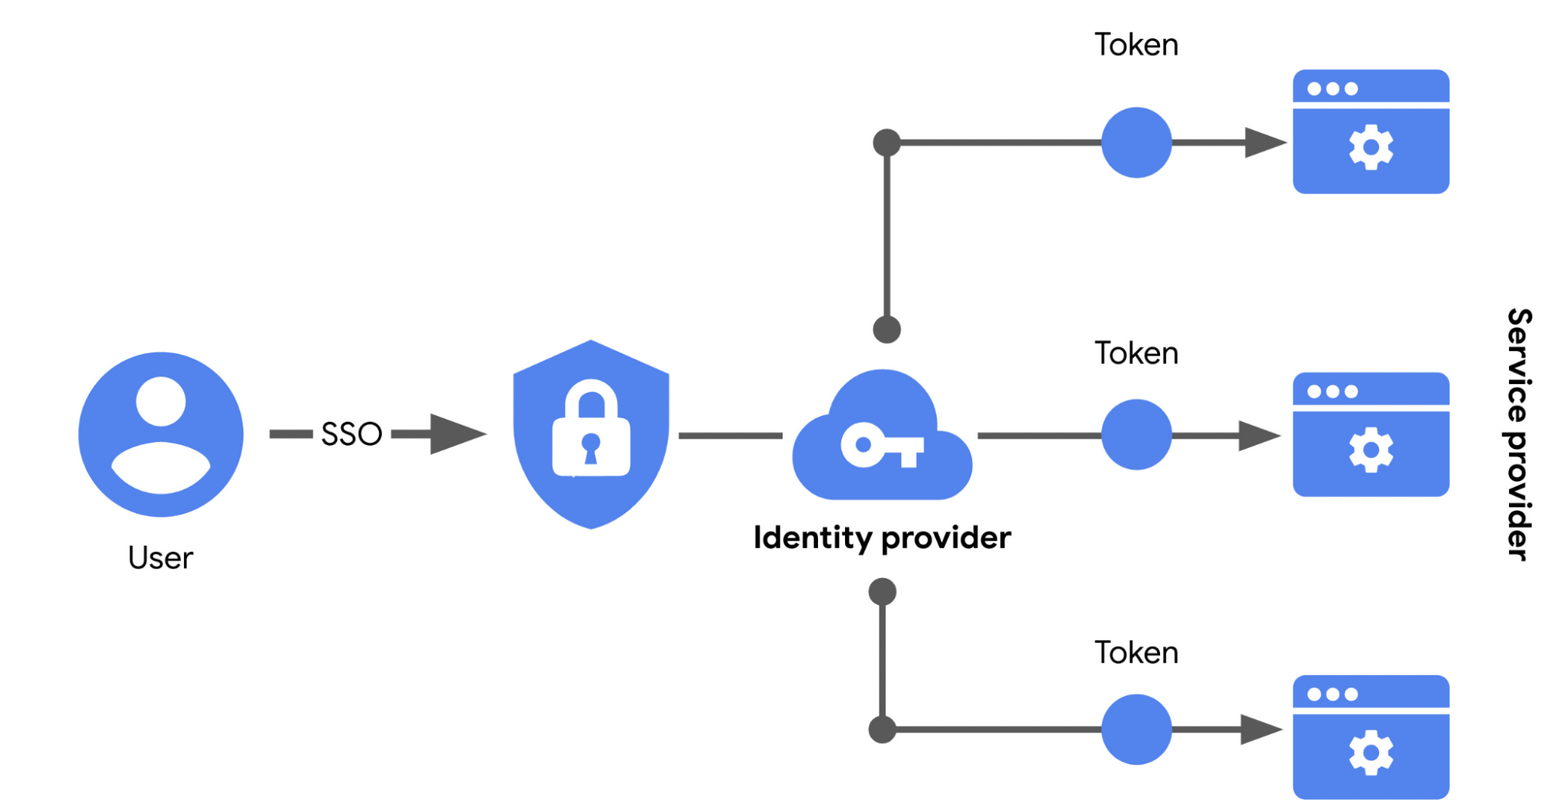 Token
SSO
Token
Service provider
Identity provider
User
Token